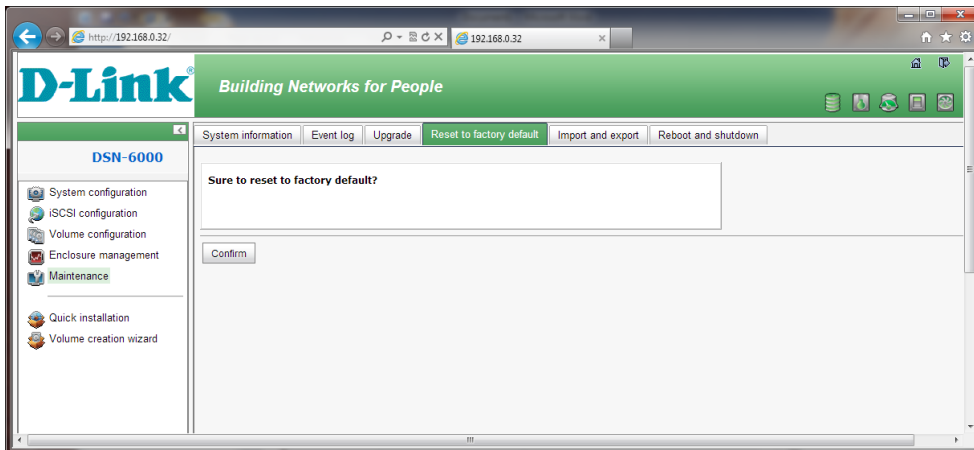 http://192.168.0.32/
192.168.0.32
D-Link®
Building Networks for People
DSN-6000
System configuration
iSCSI configuration
Volume configuration
Enclosure management
Maintenance
Quick installation
Volume creation wizard
System information
Event log
Upgrade
Reset to factory default
Import and export
Reboot and shutdown
Sure to reset to factory default?
Confirm